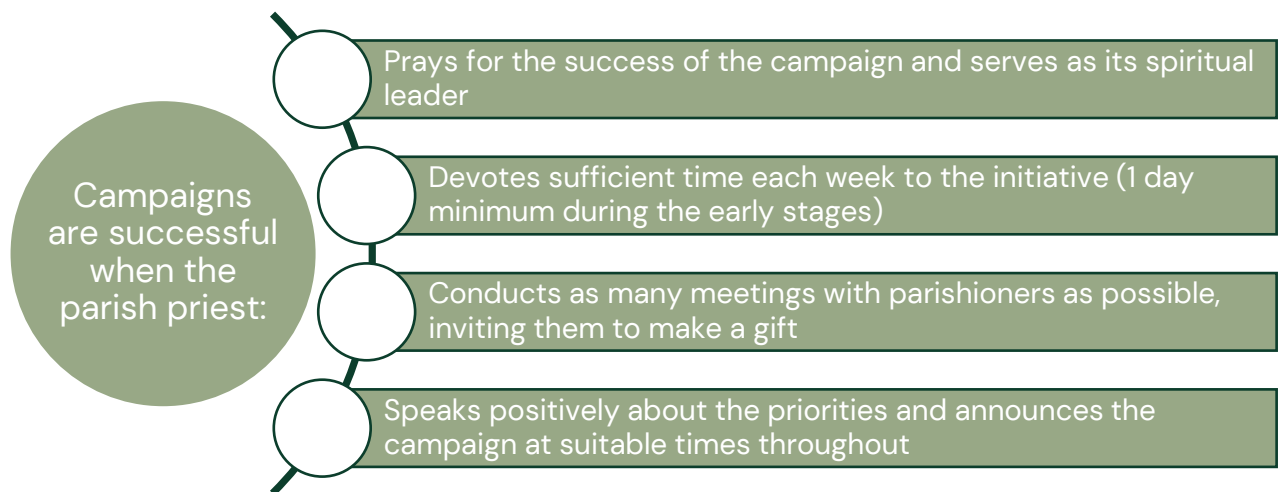 Campaigns
are successful
when the
parish priest:
Prays for the success of the campaign and serves as its spiritual
leader
Devotes sufficient time each week to the initiative (1 day
minimum during the early stages)
Conducts as many meetings with parishioners as possible,
inviting them to make a gift
Speaks positively about the priorities and announces the
campaign at suitable times throughout